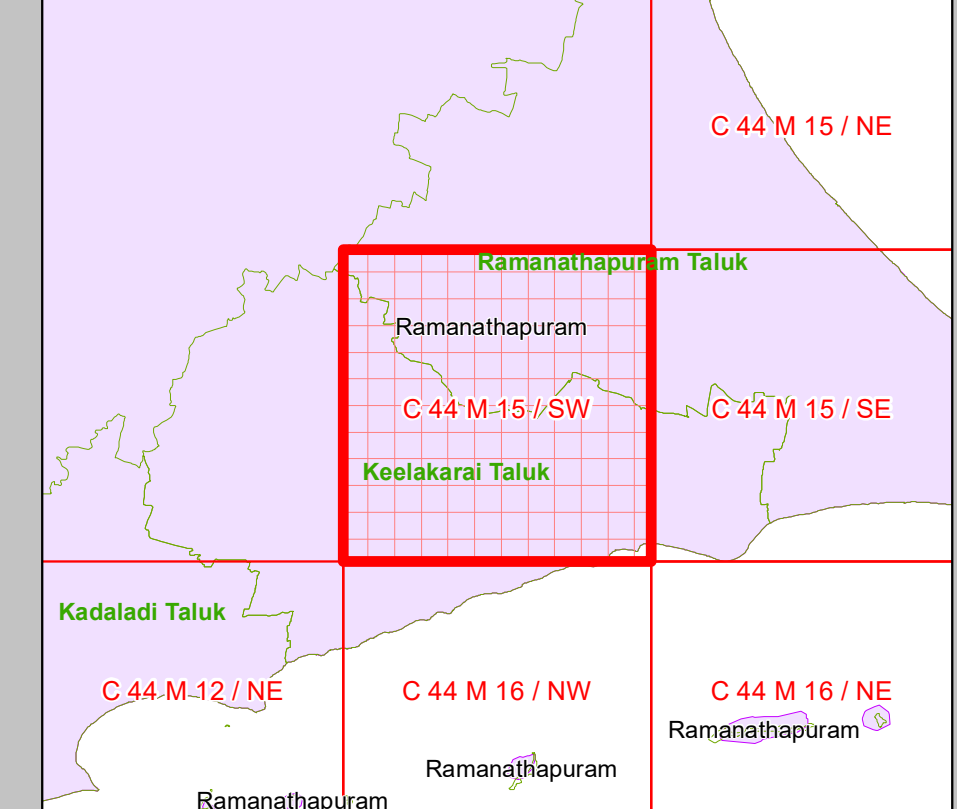 C 44 M 15 / NE
Ramanathapuram Taluk
Ramanathapuram
C 44 M 15 / SW
C 44 M 15 / SE
Keelakarai Taluk
Kadaladi Taluk
C 44 M 12 / NE
C 44 M 16 / NW
C 44 M 16 / NE
Ramanathapuram
Ramanathapuram
Ramanathapuram